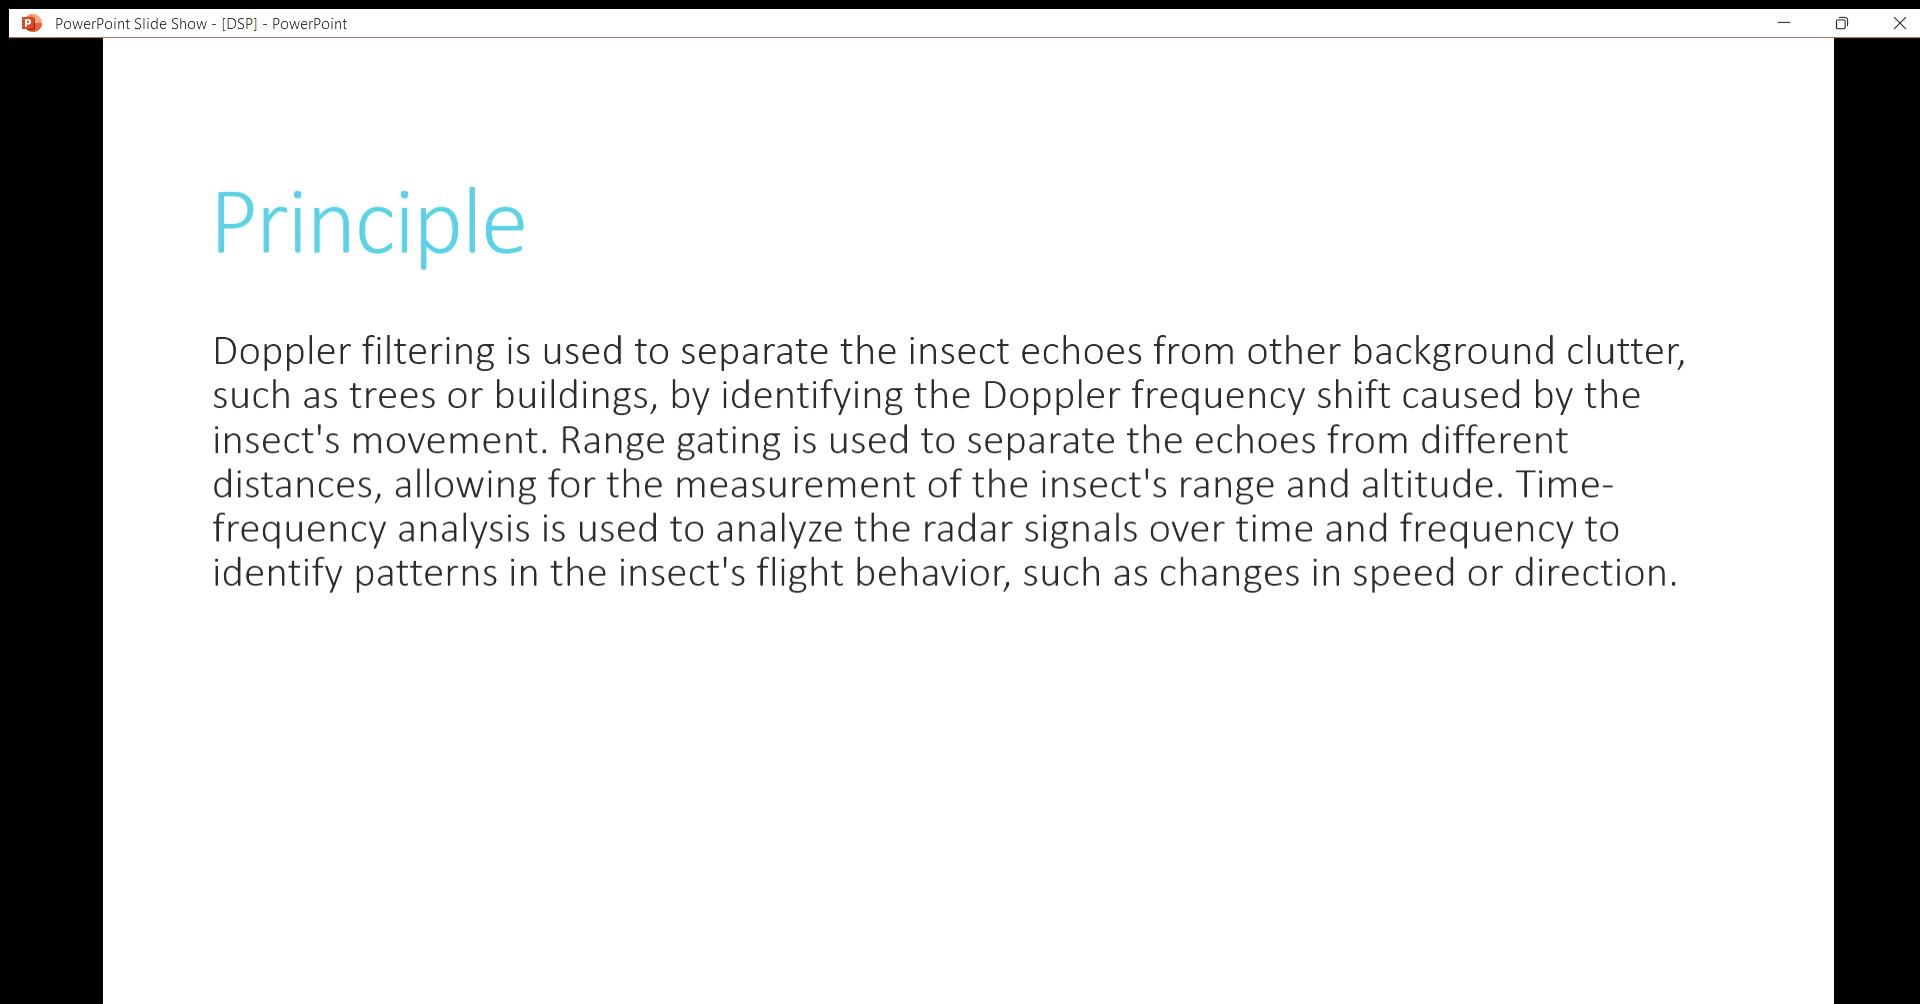 PowerPoint Slide Show - [DSP] - PowerPoint
Principle
Doppler filtering is used to separate the insect echoes from other background clutter,
such as trees or buildings, by identifying the Doppler frequency shift caused by the
insect's movement. Range gating is used to separate the echoes from different
distances, allowing for the measurement of the insect's range and altitude. Time-
frequency analysis is used to analyze the radar signals over time and frequency to
identify patterns in the insect's flight behavior, such as changes in speed or direction.